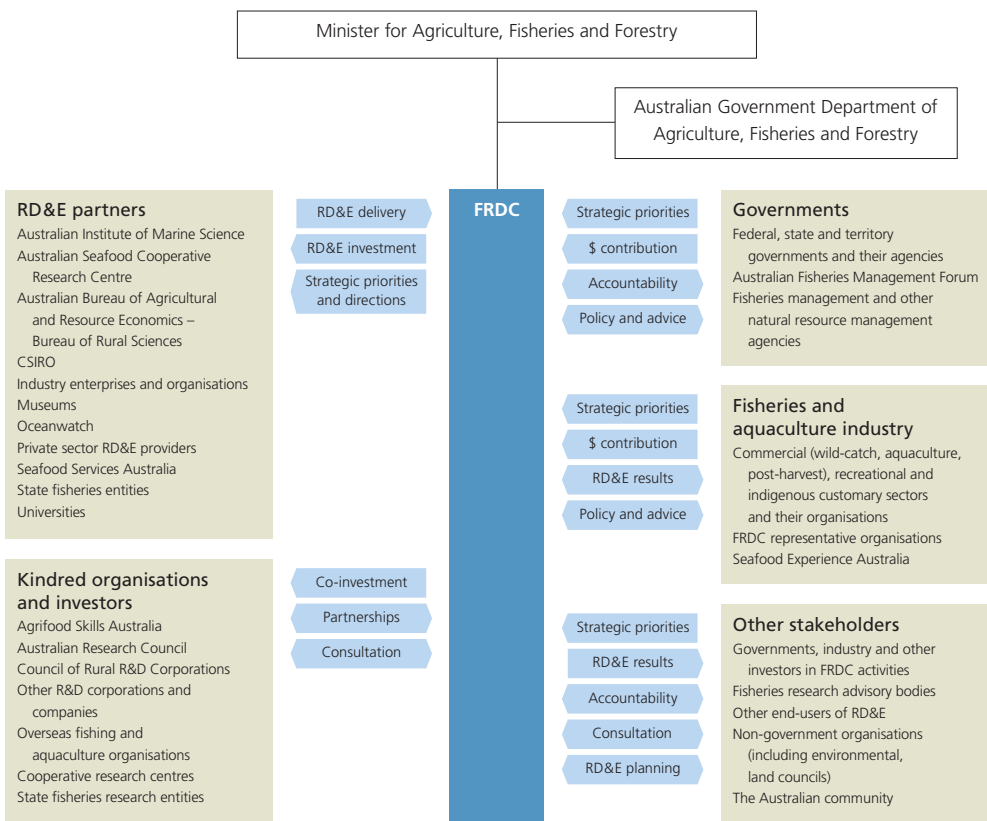 Minister for Agriculture, Fisheries and Forestry
Australian Government Department of
Agriculture, Fisheries and Forestry
RD&E partners
Australian Institute of Marine Science
Australian Seafood Cooperative
Research Centre
Australian Bureau of Agricultural
and Resource Economics –
Bureau of Rural Sciences
CSIRO
Industry enterprises and organisations
Museums
Oceanwatch
Private sector RD&E providers
Seafood Services Australia
State fisheries entities
Universities
RD&E delivery
RD&E investment
Strategic priorities
and directions
Kindred organisations
and investors
Agrifood Skills Australia
Australian Research Council
Council of Rural R&D Corporations
Other R&D corporations and
companies
Overseas fishing and
aquaculture organisations
Cooperative research centres
State fisheries research entities
Co-investment
Partnerships
Consultation
FRDC
Strategic priorities
$ contribution
Accountability
Policy and advice
Governments
Federal, state and territory
governments and their agencies
Australian Fisheries Management Forum
Fisheries management and other
natural resource management
agencies
Strategic priorities
$ contribution
RD&E results
Policy and advice
Fisheries and
aquaculture industry
Commercial (wild-catch, aquaculture,
post-harvest), recreational and
indigenous customary sectors
and their organisations
FRDC representative organisations
Seafood Experience Australia
Strategic priorities
RD&E results
Accountability
Consultation
RD&E planning
Other stakeholders
Governments, industry and other
investors in FRDC activities
Fisheries research advisory bodies
Other end-users of RD&E
Non-government organisations
(including environmental,
land councils)
The Australian community